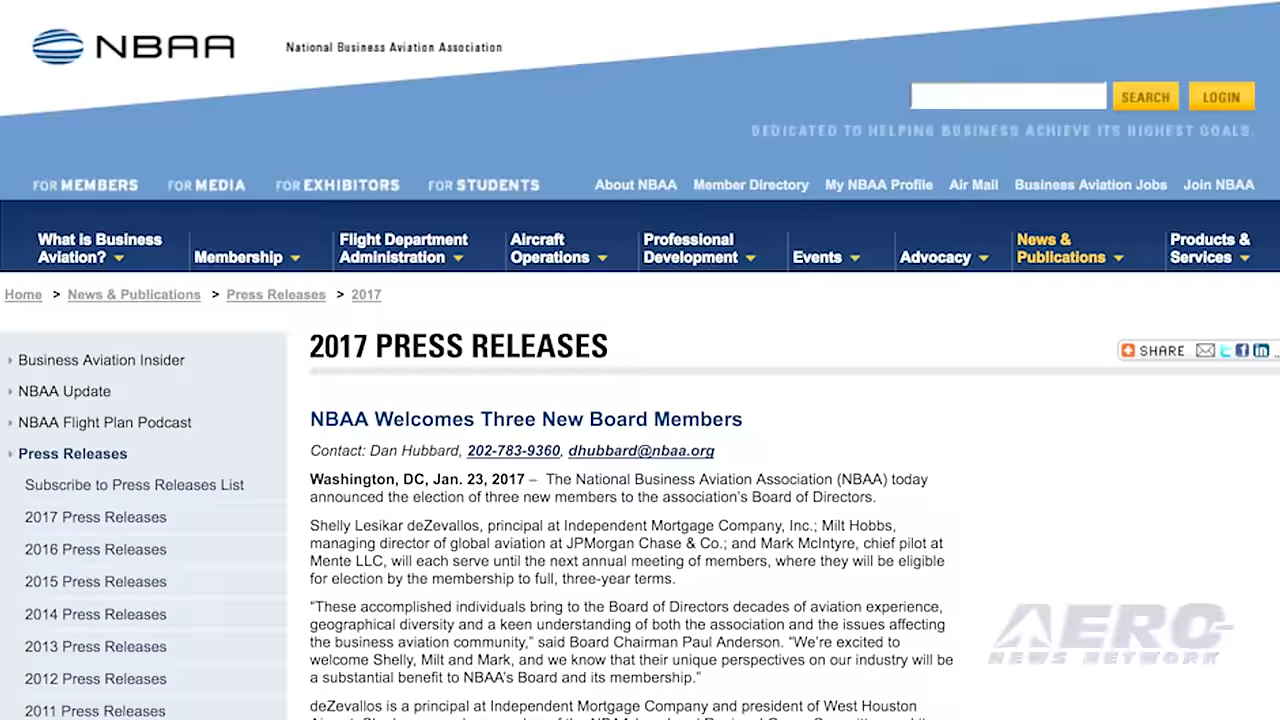 NBAA
National Business Aviation Association
SEARCH
LOGIN
DEDICATED TO HELPING BUSINESS ACHIEVE ITS HIGHEST GOALS.
FOR MEMBERS
FOR MEDIA
FOR EXHIBITORS
FOR STUDENTS
About NBAA
Member Directory
My NBAA Profile
Air Mail
Business Aviation Jobs
Join NBAA
What is Business
Aviation?
Membership
Flight Department
Administration
Aircraft
Operations
Professional
Development
Events
Advocacy
News &
Publications
Products &
Services
Home > News & Publications > Press Releases > 2017
Business Aviation Insider
NBAA Update
NBAA Flight Plan Podcast
Press Releases
Subscribe to Press Releases List
2017 Press Releases
2016 Press Releases
2015 Press Releases
2014 Press Releases
2013 Press Releases
2012 Press Releases
2011 Press Releases
2017 PRESS RELEASES
SHARE
NBAA Welcomes Three New Board Members
Contact: Dan Hubbard, 202-783-9360, dhubbard@nbaa.org
Washington, DC, Jan. 23, 2017 – The National Business Aviation Association (NBAA) today
announced the election of three new members to the association's Board of Directors.
Shelly Lesikar deZevallos, principal at Independent Mortgage Company, Inc.; Milt Hobbs,
managing director of global aviation at JPMorgan Chase & Co.; and Mark McIntyre, chief pilot at
Mente LLC, will each serve until the next annual meeting of members, where they will be eligible
for election by the membership to full, three-year terms.
"These accomplished individuals bring to the Board of Directors decades of aviation experience,
geographical diversity and a keen understanding of both the association and the issues affecting
the business aviation community," said Board Chairman Paul Anderson. "We're excited to
welcome Shelly, Milt and Mark, and we know that their unique perspectives on our industry will be
a substantial benefit to NBAA's Board and its membership."
deZevallos is a principal at Independent Mortgage Company and president of West Houston
AERO
NEWS NETWORK